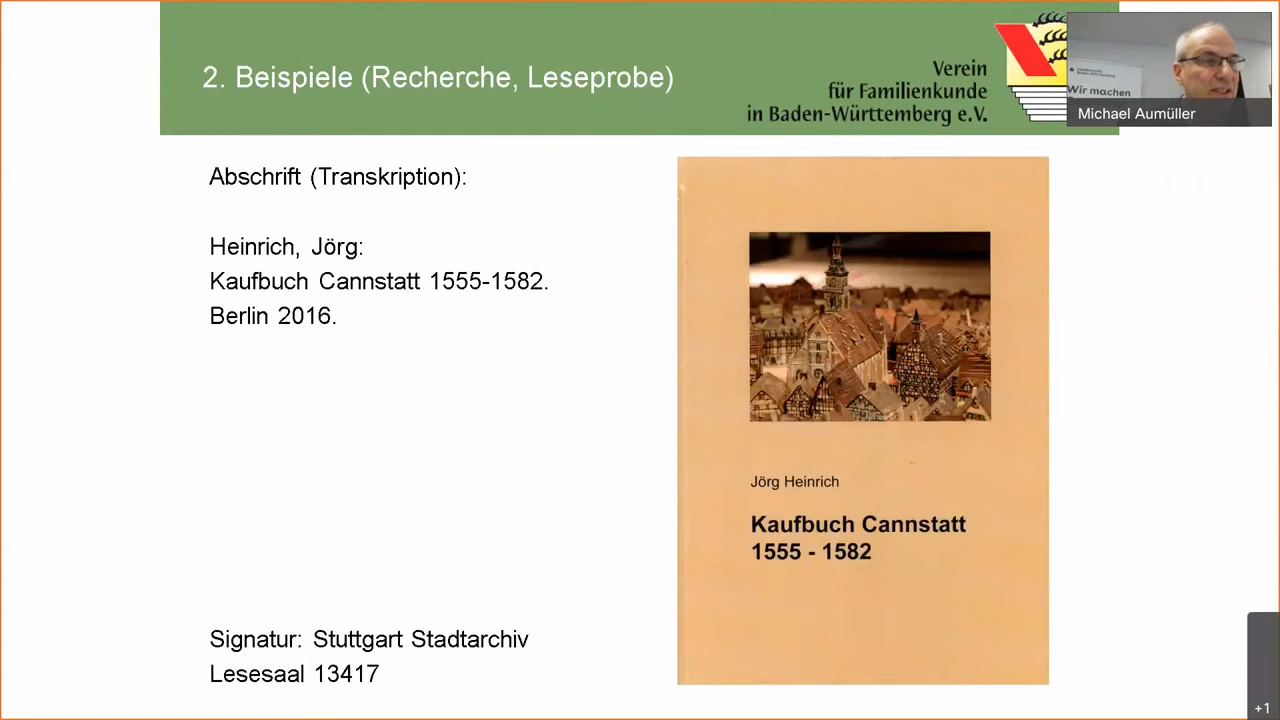 2. Beispiele (Recherche, Leseprobe)
Verein
für Familienkunde
in Baden-Württemberg e.V.
Wir machen
Michael Aumüller
Abschrift (Transkription):
Heinrich, Jörg:
Kaufbuch Cannstatt 1555-1582.
Berlin 2016.
Signatur: Stuttgart Stadtarchiv
Lesesaal 13417
Jörg Heinrich
Kaufbuch Cannstatt
1555 - 1582
+1